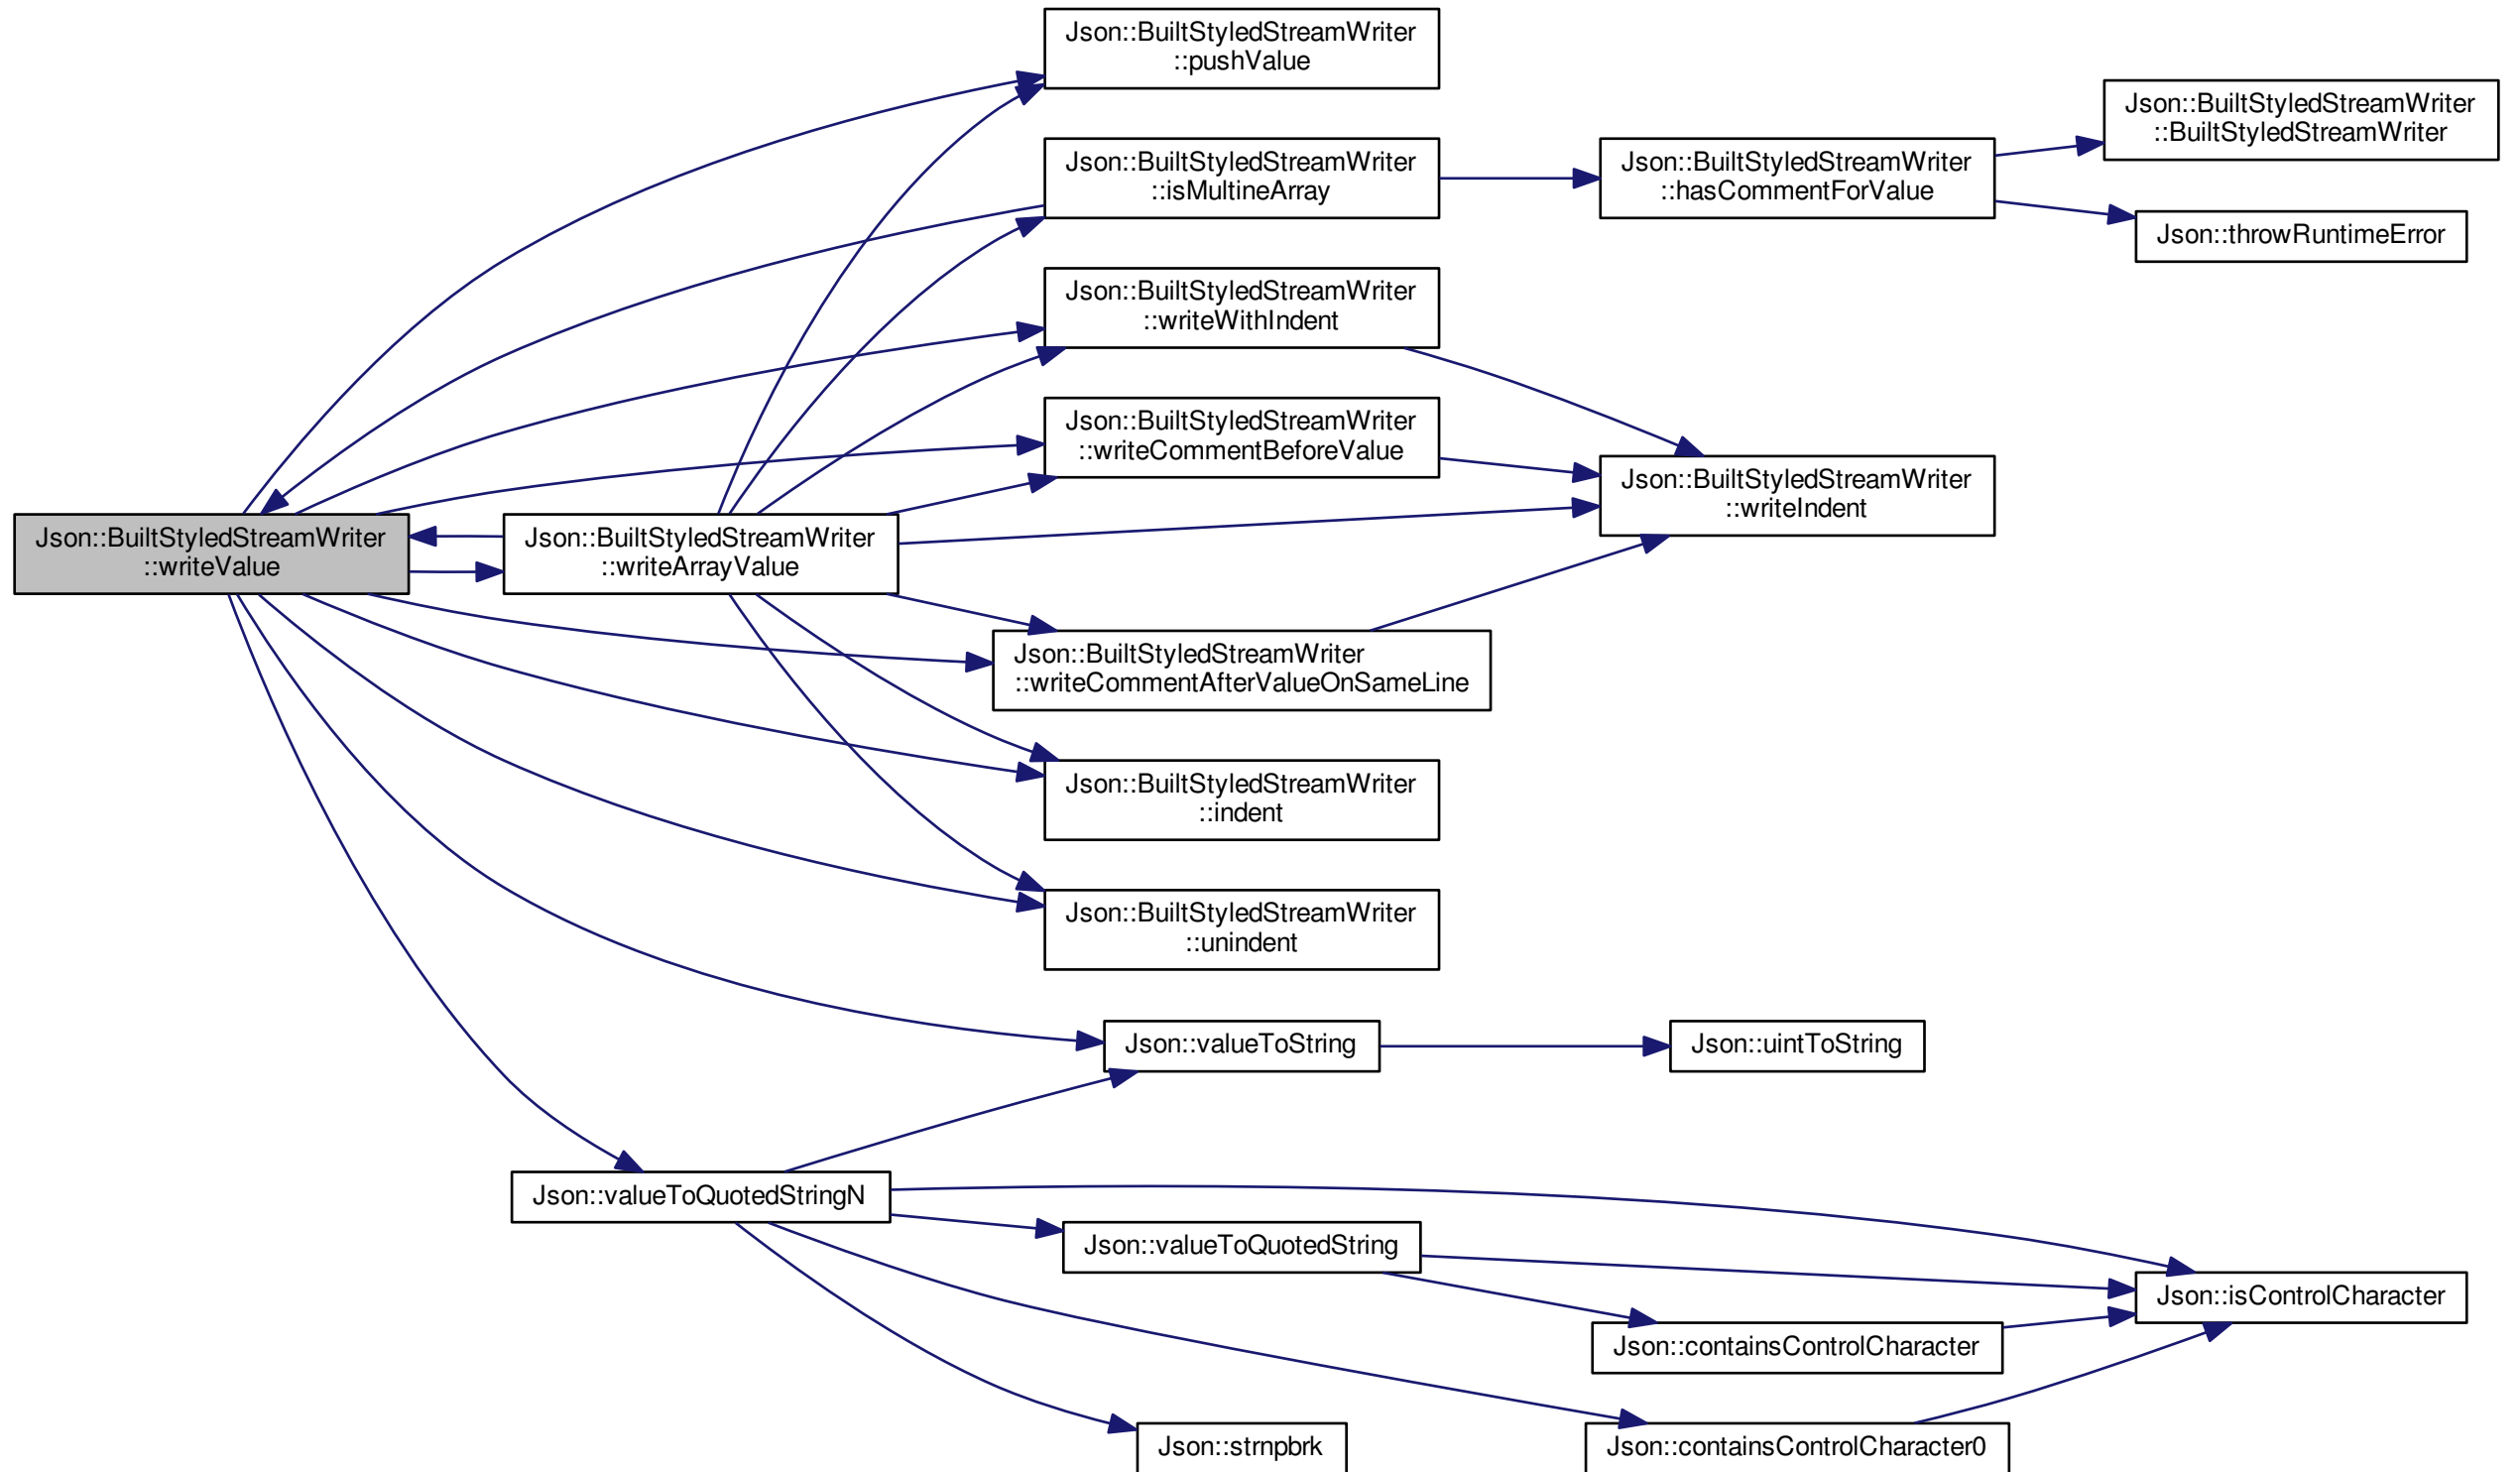 Json::BuiltStyledStreamWriter
::pushValue
Json::BuiltStyledStreamWriter
::BuiltStyledStreamWriter
Json::BuiltStyledStreamWriter
::isMultineArray
Json::BuiltStyledStreamWriter
::hasCommentForValue
Json::throwRuntimeError
Json::BuiltStyledStreamWriter
::writeWithIndent
Json::BuiltStyledStreamWriter
::writeCommentBeforeValue
Json::BuiltStyledStreamWriter
::writeIndent
Json::BuiltStyledStreamWriter
::writeValue
Json::BuiltStyledStreamWriter
::writeArrayValue
Json::BuiltStyledStreamWriter
::writeCommentAfterValueOnSameLine
Json::BuiltStyledStreamWriter
::indent
Json::BuiltStyledStreamWriter
::unindent
Json::valueToString
Json::uintToString
Json::valueToQuotedStringN
Json::valueToQuotedString
Json::isControlCharacter
Json::containsControlCharacter
Json::strnpbrk
Json::containsControlCharacter0